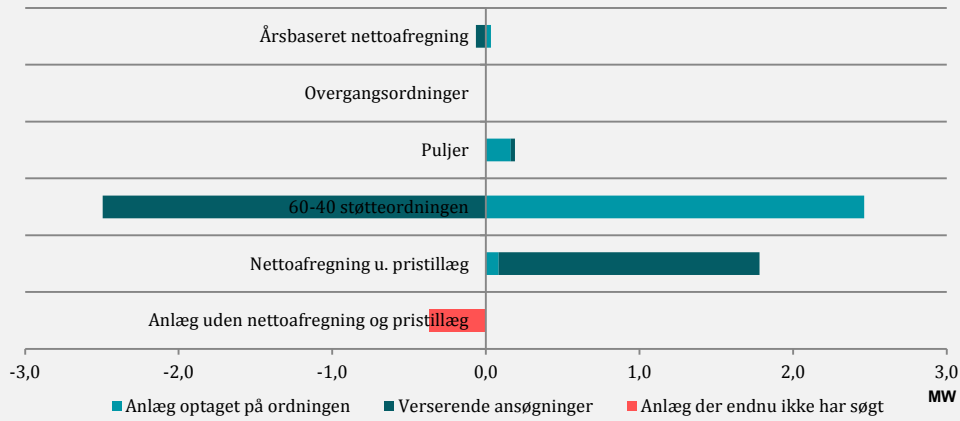 Årsbaseret nettoafregning
Overgangsordninger
Puljer
60-40 støtteordningen
Nettoafregning u. pristillæg
Anlæg uden nettoafregning og pristillæg
-3,0 -2,0 -1,0 0,0 1,0 2,0 3,0
MW
Anlæg optaget på ordningen Verserende ansøgninger Anlæg der endnu ikke har søgt